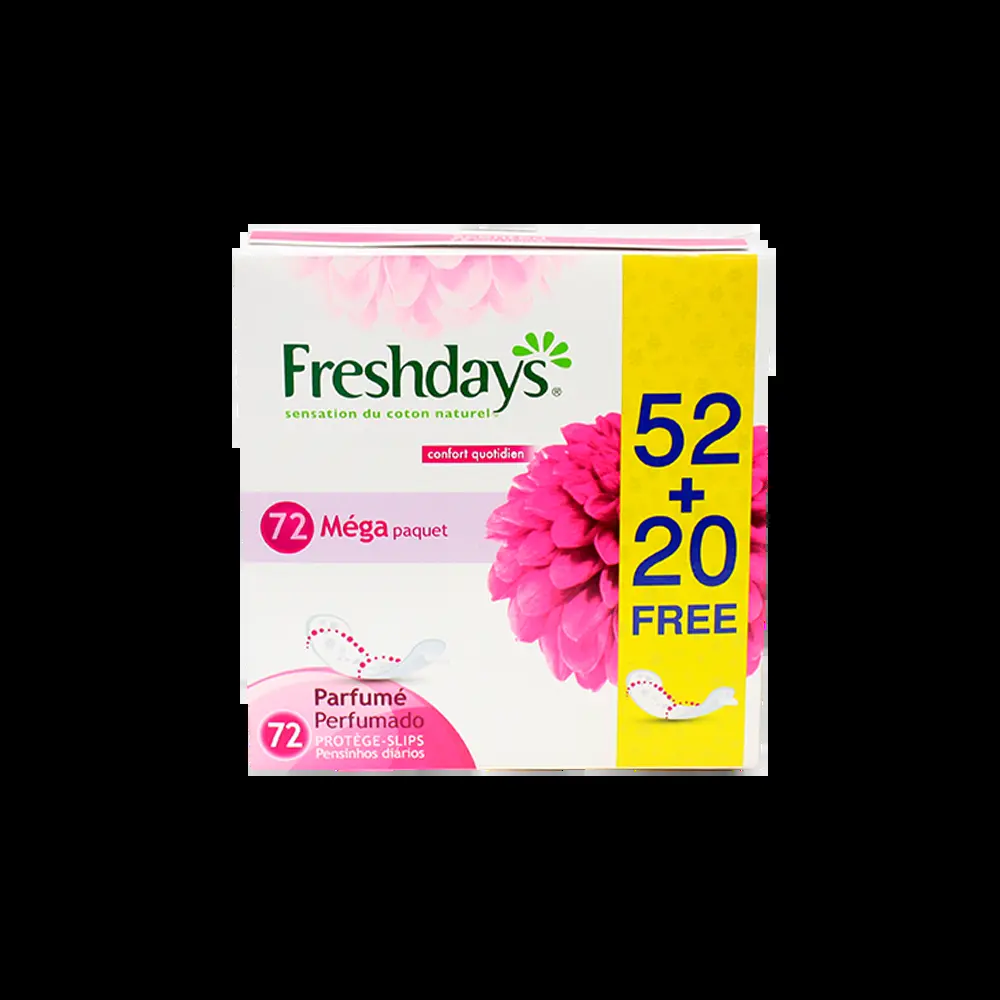 Freshdays®
sensation du coton naturel™
confort quotidien
72 Méga paquet
52
+
20
FREE
72
Parfumé
Perfumado
PROTÈGE-SLIPS
Pensinhos diários